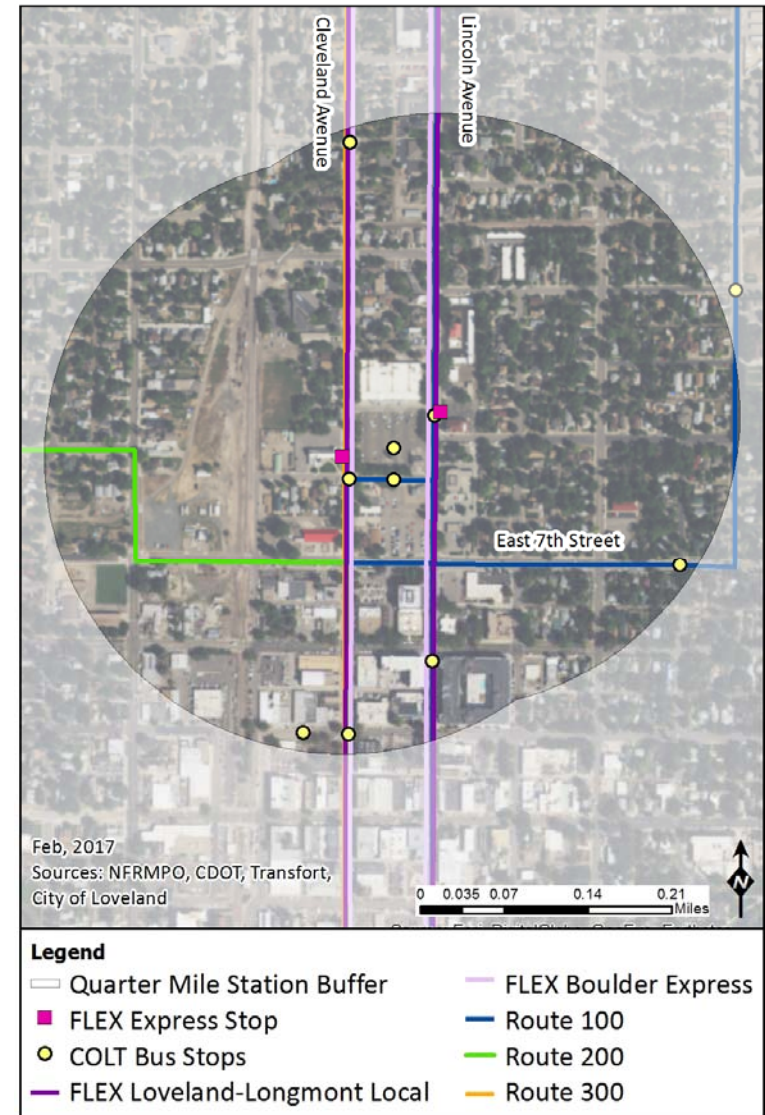 Cleveland Avenue
Lincoln Avenue
East 7th Street
Feb, 2017
Sources: NFRMPO, CDOT, Transfort,
City of Loveland
N
0 0.035 0.07 0.14 0.21
Miles
Legend
Quarter Mile Station Buffer
FLEX Express Stop
COLT Bus Stops
FLEX Loveland-Longmont Local
FLEX Boulder Express
Route 100
Route 200
Route 300